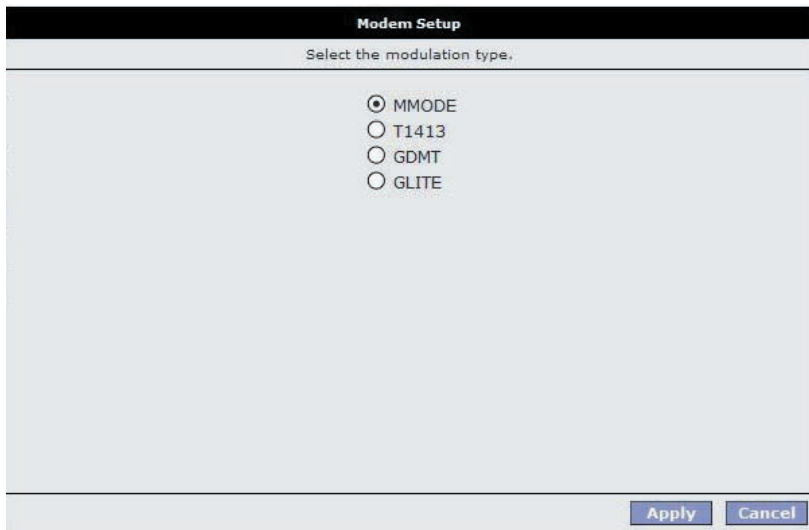 Modem Setup
Select the modulation type.
MMODE
T1413
GDMT
GLITE
Apply Cancel